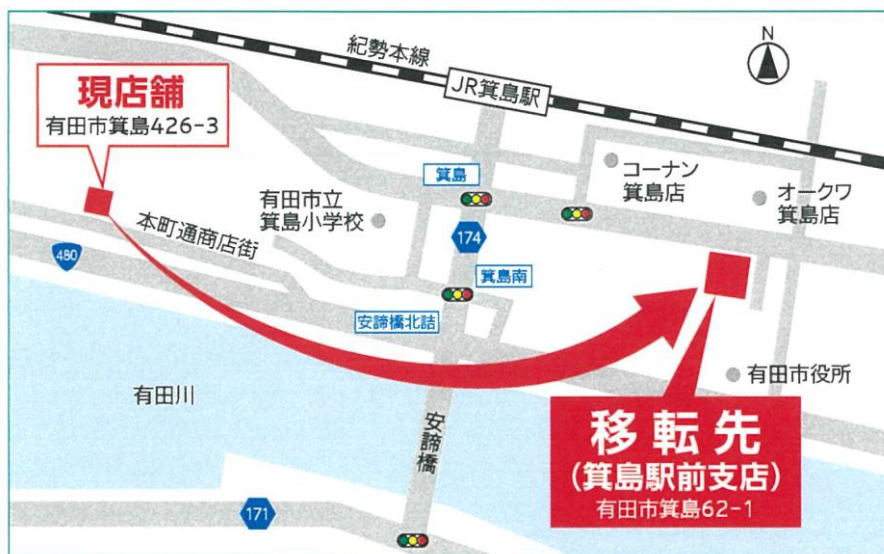 紀勢本線
N
JR箕島駅
現店舗
有田市箕島426-3
コーナン
箕島店
オークワ
箕島店
箕島
有田市立
箕島小学校
174
本町通商店街
480
箕島南
安諦橋北詰
有田市役所
有田川
安諦橋
移転先
(箕島駅前支店)
有田市箕島62-1
171